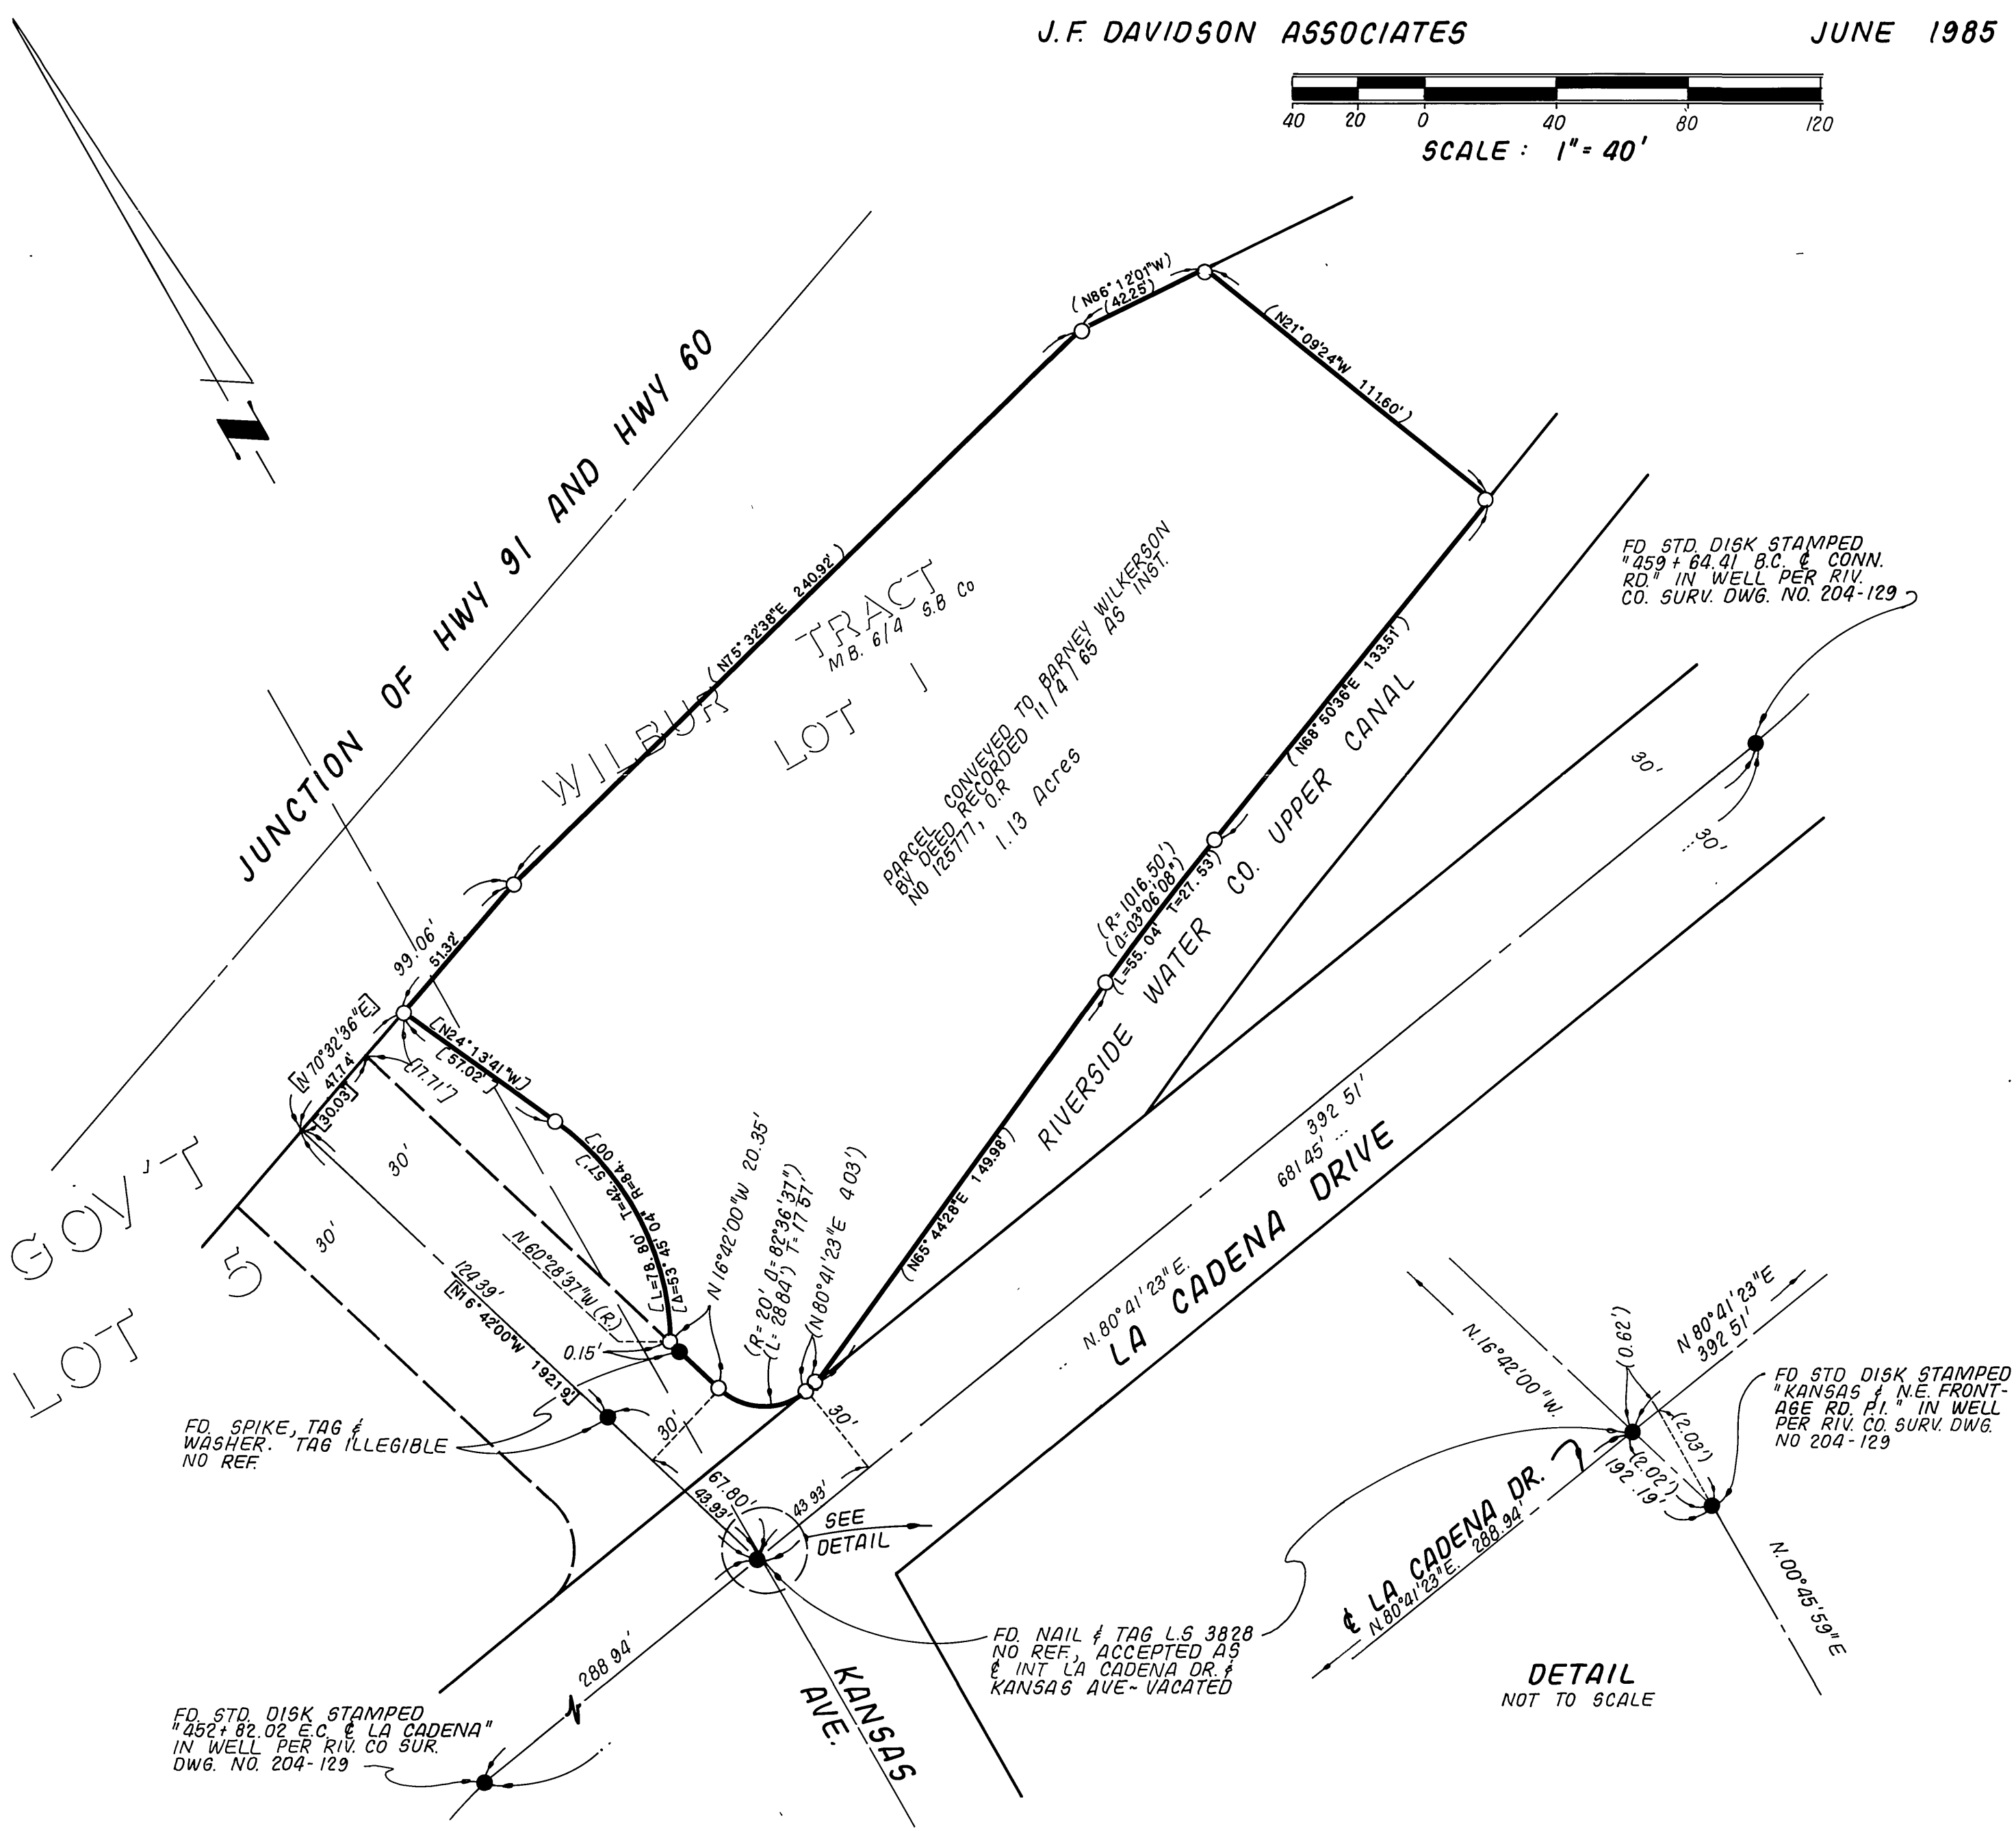 J.F. DAVIDSON ASSOCIATES
JUNE 1985
40 20 0 40 80 120
SCALE : 1"= 40'
N
JUNCTION OF HWY 91 AND HWY 60
(N86°12'01"W)
(42.25')
(N21°09'24"W 111.60')
(N75°32'38"E 240.92')
WILBUR TRACT
M B. 6/4 S.B Co
LOT 1
PARCEL CONVEYED TO BARNEY WILKERSON
BY DEED RECORDED 11/4/65 AS INST.
NO 125777, O.R
1.13 Acres
(N68°50'36"E 133.51')
RIVERSIDE WATER CO. UPPER CANAL
(R=1016.50')
(Δ=03°06'08")
(L=55.04' T=27.53')
FD STD. DISK STAMPED
"459 + 64.41 B.C. ℄ CONN.
RD." IN WELL PER RIV.
CO. SURV. DWG. NO. 204-129
30'
30'
99.06'
51.32'
[N 70°32'36"E.]
47.74'
[30.03']
[17.71']
[N24°13'41"W]
[57.02']
30'
30'
GOV'T
LOT 5
[L=78.80' T=42.57']
[Δ=53°45'04" R=84.00']
N 60°28'37"W (R.)
0.15'
N 16°42'00"W 20.35'
(R=20' Δ=82°36'37")
(L=28 84') T=17 57'
(N 80°41'23"E 4 03')
(N65°44'28"E 149.98')
392 51'
681 45'
N. 80°41'23"E.
LA CADENA DRIVE
124 39'
[N16°42'00"W 192 19]
FD. SPIKE, TAG &
WASHER. TAG ILLEGIBLE
NO REF.
30'
30'
67.80'
43.93'
43 93'
SEE
DETAIL
288 94'
FD. STD. DISK STAMPED
"452+ 82.02 E.C. ℄ LA CADENA"
IN WELL PER RIV. CO SUR.
DWG. NO. 204-129
KANSAS
AVE.
FD. NAIL & TAG L.S 3828
NO REF., ACCEPTED AS
℄ INT LA CADENA DR. &
KANSAS AVE~ VACATED
N. 16°42'00"W.
(0.62')
N 80°41'23"E
392 51'
(2.03')
(2.02')
192.19'
FD STD DISK STAMPED
"KANSAS & N.E. FRONT-
AGE RD. P.I." IN WELL
PER RIV. CO. SURV. DWG.
NO 204-129
℄ LA CADENA DR.
N. 80°41'23"E. 288.94'
N. 00°45'59"E
DETAIL
NOT TO SCALE